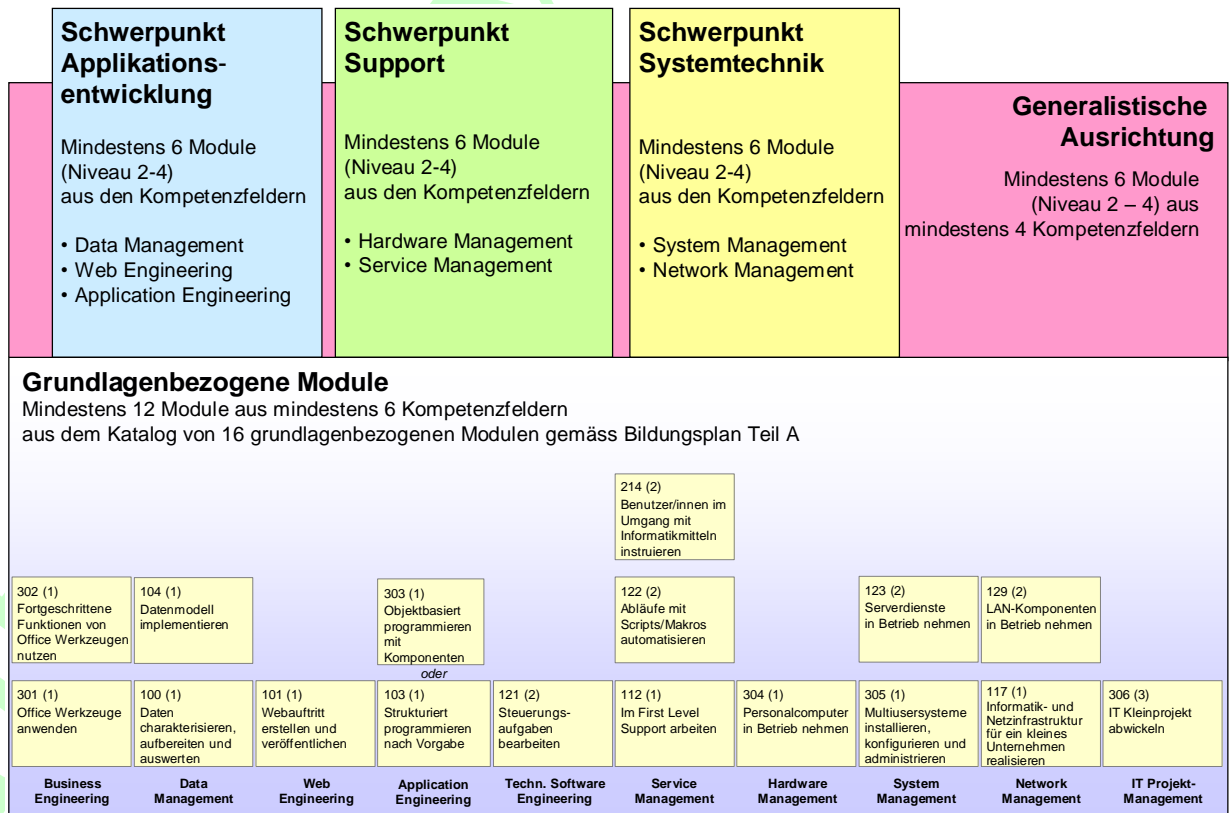 Schwerpunkt
Applikations-
entwicklung
Mindestens 6 Module
(Niveau 2-4)
aus den Kompetenzfeldern
• Data Management
• Web Engineering
• Application Engineering
Schwerpunkt
Support
Mindestens 6 Module
(Niveau 2-4)
aus den Kompetenzfeldern
• Hardware Management
• Service Management
Schwerpunkt
Systemtechnik
Mindestens 6 Module
(Niveau 2-4)
aus den Kompetenzfeldern
• System Management
• Network Management
Generalistische
Ausrichtung
Mindestens 6 Module
(Niveau 2 – 4) aus
mindestens 4 Kompetenzfeldern
Grundlagenbezogene Module
Mindestens 12 Module aus mindestens 6 Kompetenzfeldern
aus dem Katalog von 16 grundlagenbezogenen Modulen gemäss Bildungsplan Teil A
214 (2)
Benutzer/innen im
Umgang mit
Informatikmitteln
instruieren
302 (1)
Fortgeschrittene
Funktionen von
Office Werkzeugen
nutzen
104 (1)
Datenmodell
implementieren
303 (1)
Objektbasiert
programmieren
mit
Komponenten
oder
122 (2)
Abläufe mit
Scripts/Makros
automatisieren
123 (2)
Serverdienste
in Betrieb nehmen
129 (2)
LAN-Komponenten
in Betrieb nehmen
301 (1)
Office Werkzeuge
anwenden
100 (1)
Daten
charakterisieren,
aufbereiten und
auswerten
101 (1)
Webauftritt
erstellen und
veröffentlichen
103 (1)
Strukturiert
programmieren
nach Vorgabe
121 (2)
Steuerungs-
aufgaben
bearbeiten
112 (1)
Im First Level
Support arbeiten
304 (1)
Personalcomputer
in Betrieb nehmen
305 (1)
Multiusersysteme
installieren,
konfigurieren und
administrieren
117 (1)
Informatik- und
Netzinfrastruktur
für ein kleines
Unternehmen
realisieren
306 (3)
IT Kleinprojekt
abwickeln
Business
Engineering
Data
Management
Web
Engineering
Application
Engineering
Techn. Software
Engineering
Service
Management
Hardware
Management
System
Management
Network
Management
IT Projekt-
Management